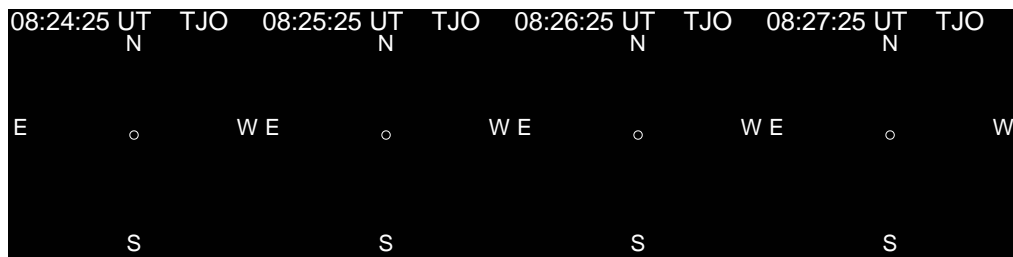 08:24:25 UT TJO 08:25:25 UT TJO 08:26:25 UT TJO 08:27:25 UT TJO
N N N N
E W E W E W E W
S S S S